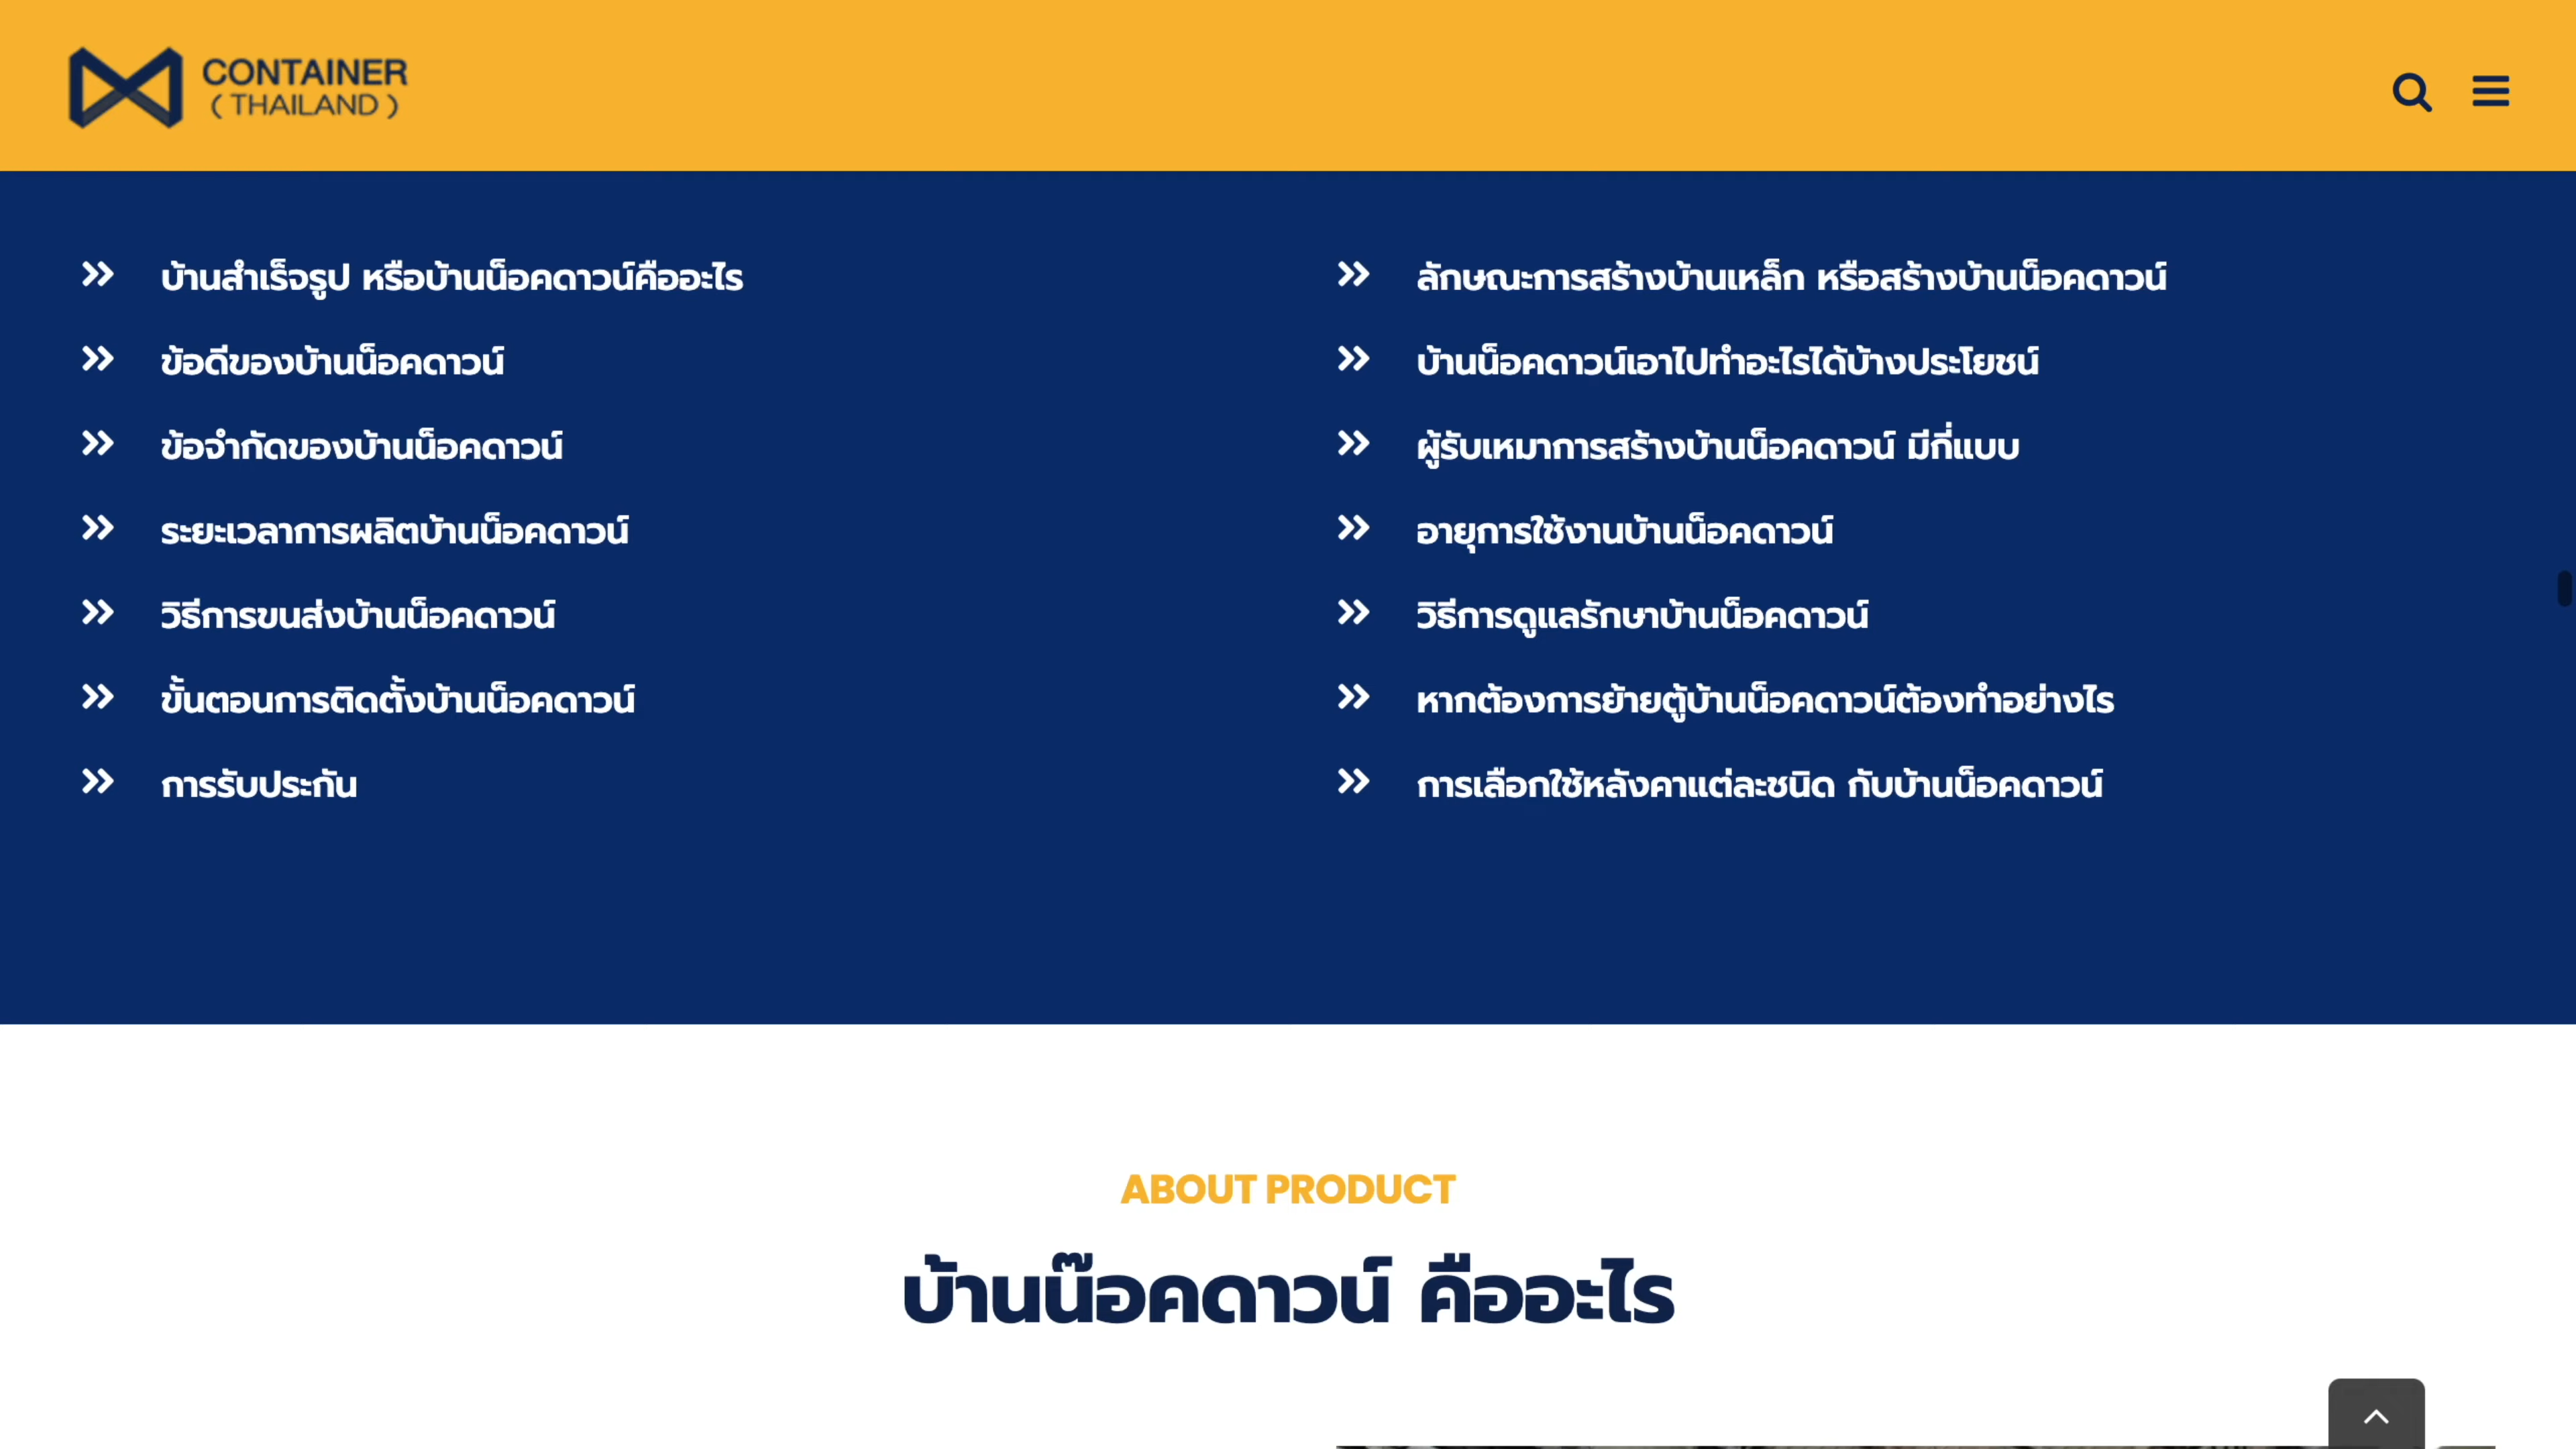 CONTAINER
( THAILAND )
บ้านสำเร็จรูป หรือบ้านน็อคดาวน์คืออะไร
ข้อดีของบ้านน็อคดาวน์
ข้อจำกัดของบ้านน็อคดาวน์
ระยะเวลาการผลิตบ้านน็อคดาวน์
วิธีการขนส่งบ้านน็อคดาวน์
ขั้นตอนการติดตั้งบ้านน็อคดาวน์
การรับประกัน
ลักษณะการสร้างบ้านเหล็ก หรือสร้างบ้านน็อคดาวน์
บ้านน็อคดาวน์เอาไปทำอะไรได้บ้างประโยชน์
ผู้รับเหมาการสร้างบ้านน็อคดาวน์ มีกี่แบบ
อายุการใช้งานบ้านน็อคดาวน์
วิธีการดูแลรักษาบ้านน็อคดาวน์
หากต้องการย้ายตู้บ้านน็อคดาวน์ต้องทำอย่างไร
การเลือกใช้หลังคาแต่ละชนิด กับบ้านน็อคดาวน์
ABOUT PRODUCT
บ้านน๊อคดาวน์ คืออะไร